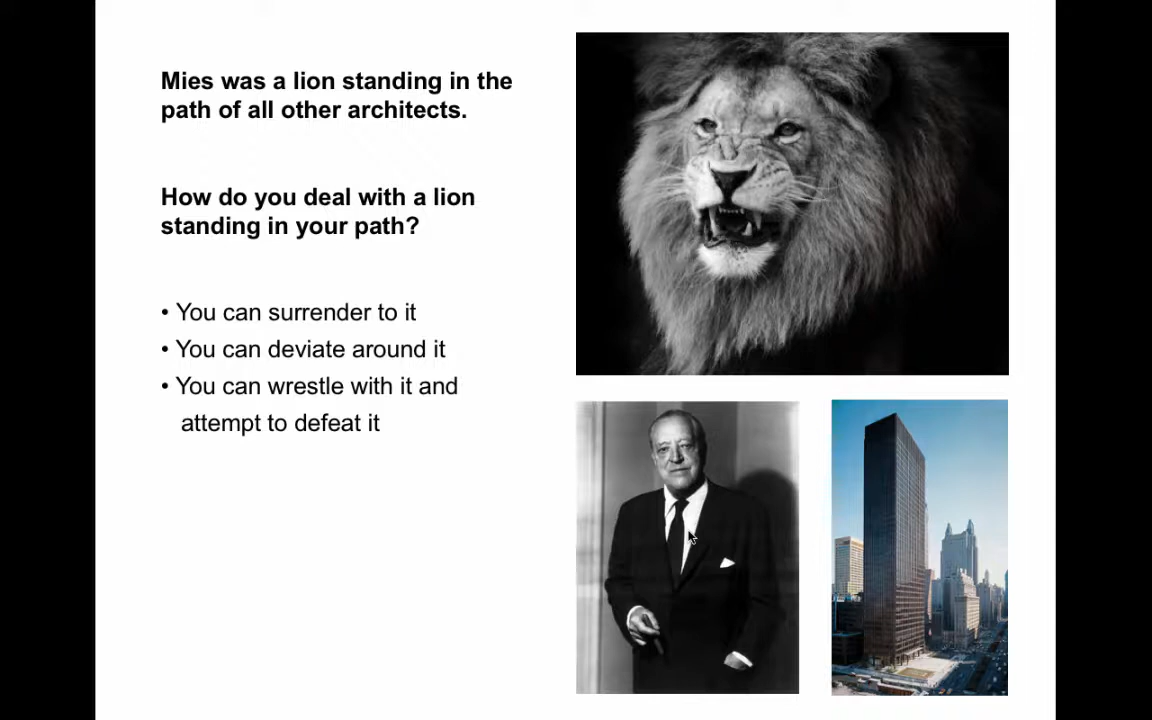 Mies was a lion standing in the
path of all other architects.
How do you deal with a lion
standing in your path?
• You can surrender to it
• You can deviate around it
• You can wrestle with it and
attempt to defeat it